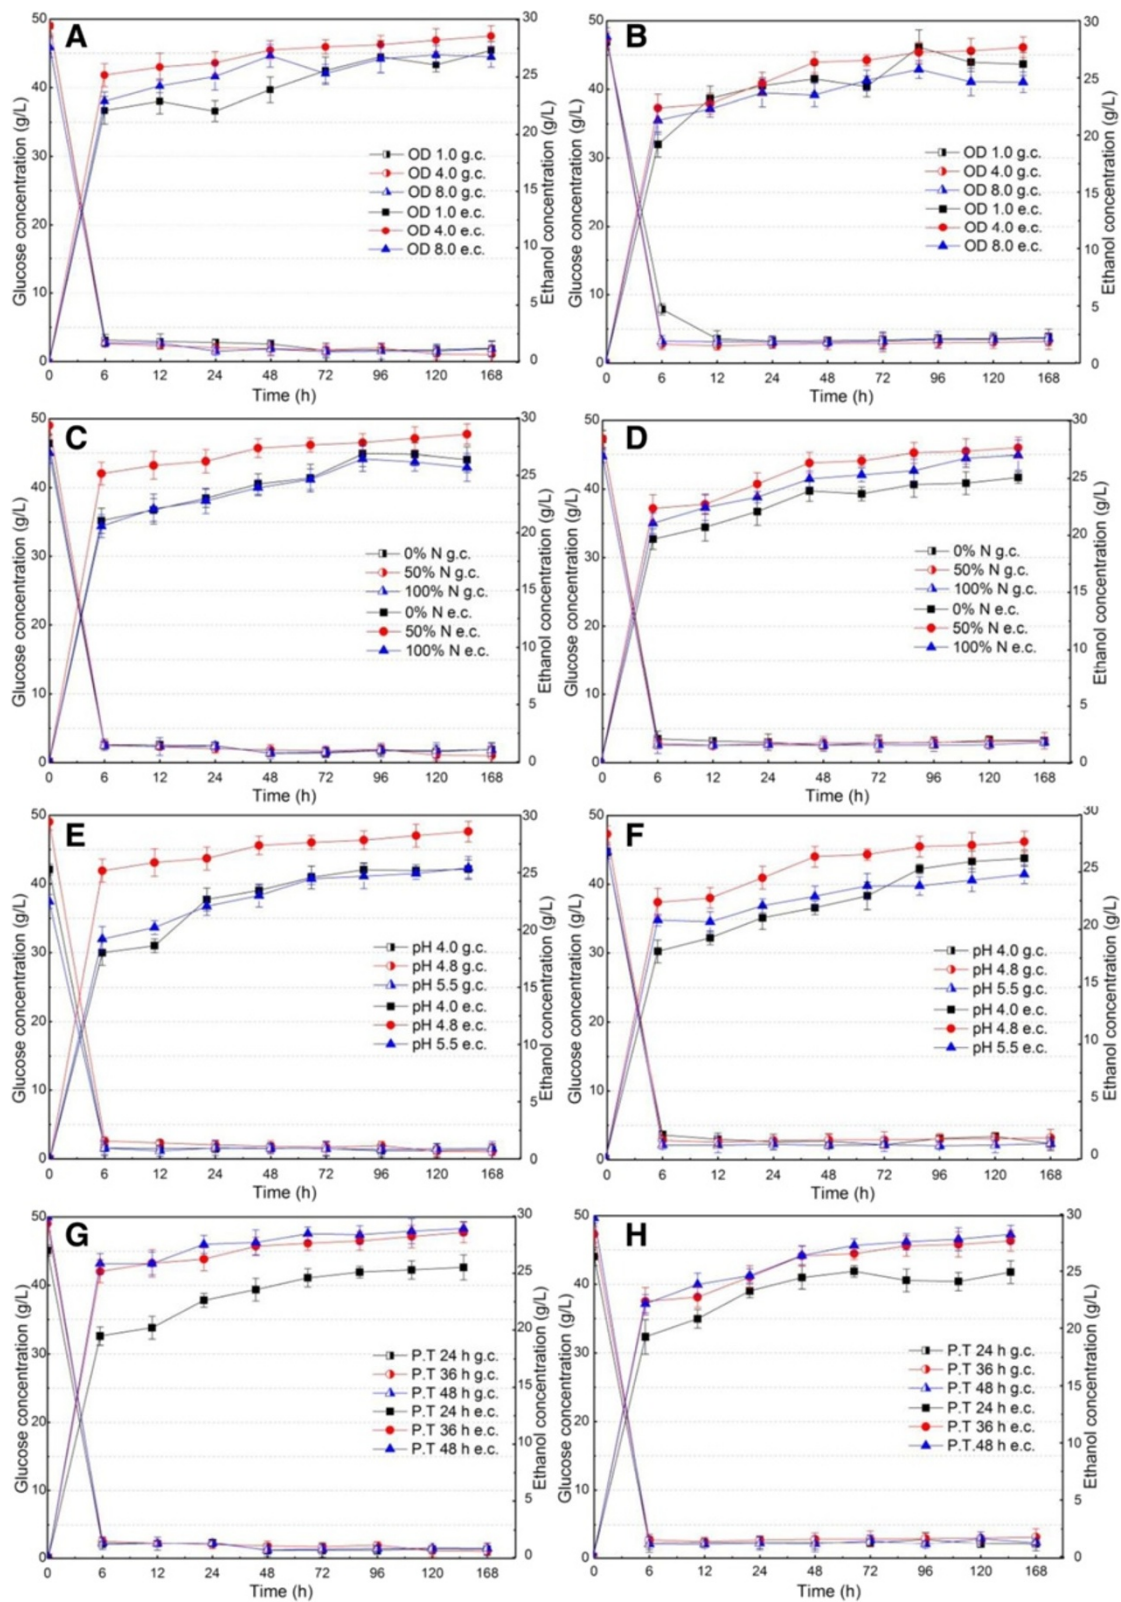 A
Glucose concentration (g/L)
50
40
30
20
10
0
30
25
20
15
10
5
0
Ethanol concentration (g/L)
OD 1.0 g.c.
OD 4.0 g.c.
OD 8.0 g.c.
OD 1.0 e.c.
OD 4.0 e.c.
OD 8.0 e.c.
0 6 12 24 48 72 96 120 168
Time (h)
B
Glucose concentration (g/L)
50
40
30
20
10
0
30
25
20
15
10
5
0
Ethanol concentration (g/L)
OD 1.0 g.c.
OD 4.0 g.c.
OD 8.0 g.c.
OD 1.0 e.c.
OD 4.0 e.c.
OD 8.0 e.c.
0 6 12 24 48 72 96 120 168
Time (h)
C
Glucose concentration (g/L)
50
40
30
20
10
0
30
25
20
15
10
5
0
Ethanol concentration (g/L)
0% N g.c.
50% N g.c.
100% N g.c.
0% N e.c.
50% N e.c.
100% N e.c.
0 6 12 24 48 72 96 120 168
Time (h)
D
Glucose concentration (g/L)
50
40
30
20
10
0
30
25
20
15
10
5
0
Ethanol concentration (g/L)
0% N g.c.
50% N g.c.
100% N g.c.
0% N e.c.
50% N e.c.
100% N e.c.
0 6 12 24 48 72 96 120 168
Time (h)
E
Glucose concentration (g/L)
50
40
30
20
10
0
30
25
20
15
10
5
0
Ethanol concentration (g/L)
pH 4.0 g.c.
pH 4.8 g.c.
pH 5.5 g.c.
pH 4.0 e.c.
pH 4.8 e.c.
pH 5.5 e.c.
0 6 12 24 48 72 96 120 168
Time (h)
F
Glucose concentration (g/L)
50
40
30
20
10
0
30
25
20
15
10
5
0
Ethanol concentration (g/L)
pH 4.0 g.c.
pH 4.8 g.c.
pH 5.5 g.c.
pH 4.0 e.c.
pH 4.8 e.c.
pH 5.5 e.c.
0 6 12 24 48 72 96 120 168
Time (h)
G
Glucose concentration (g/L)
50
40
30
20
10
0
30
25
20
15
10
5
0
Ethanol concentration (g/L)
P.T 24 h g.c.
P.T 36 h g.c.
P.T 48 h g.c.
P.T 24 h e.c.
P.T 36 h e.c.
P.T 48 h e.c.
0 6 12 24 48 72 96 120 168
Time (h)
H
Glucose concentration (g/L)
50
40
30
20
10
0
30
25
20
15
10
5
0
Ethanol concentration (g/L)
P.T 24 h g.c.
P.T 36 h g.c.
P.T 48 h g.c.
P.T 24 h e.c.
P.T 36 h e.c.
P.T.48 h e.c.
0 6 12 24 48 72 96 120 168
Time (h)